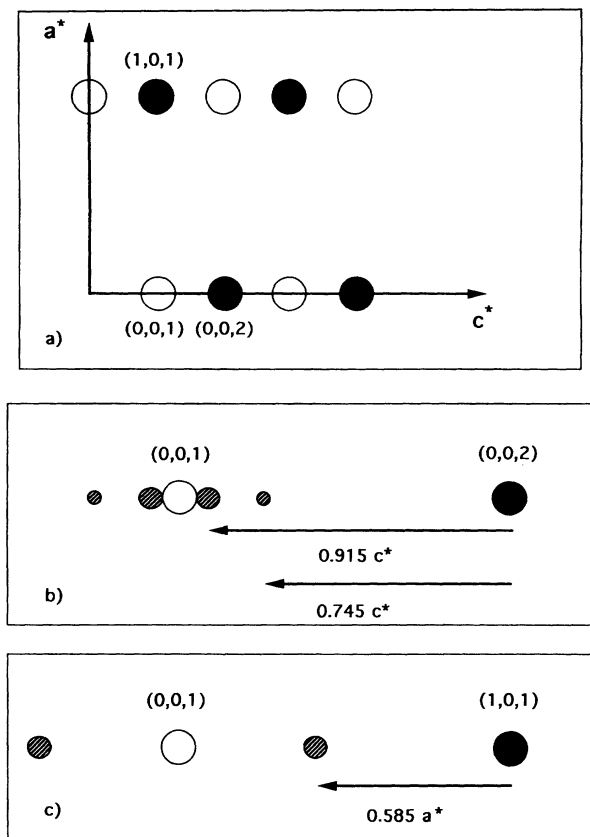 a*
(1,0,1)
(0,0,1) (0,0,2)
c*
a)
(0,0,1) (0,0,2)
0.915 c*
0.745 c*
b)
(0,0,1) (1,0,1)
0.585 a*
c)